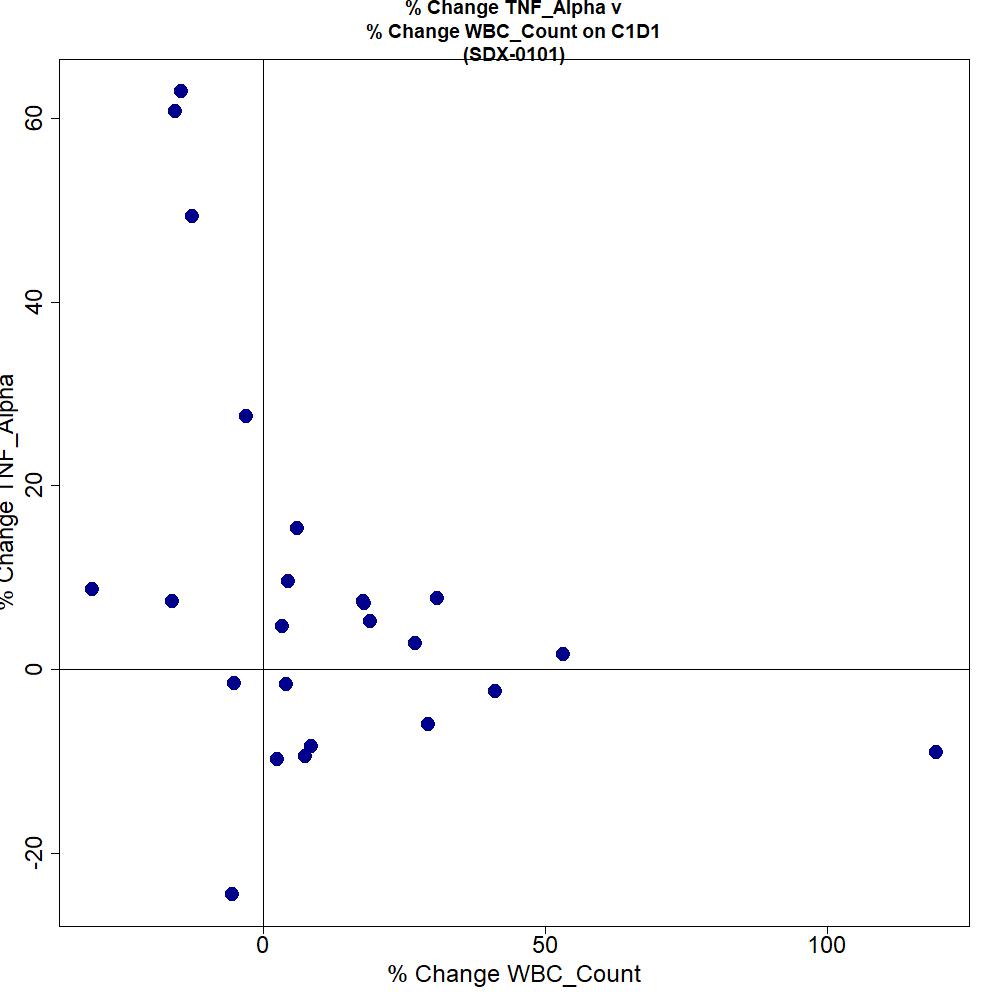 % Change TNF_Alpha v
% Change WBC_Count on C1D1
(SDX-0101)
% Change TNF_Alpha
60
40
20
0
-20
0
50
100
% Change WBC_Count